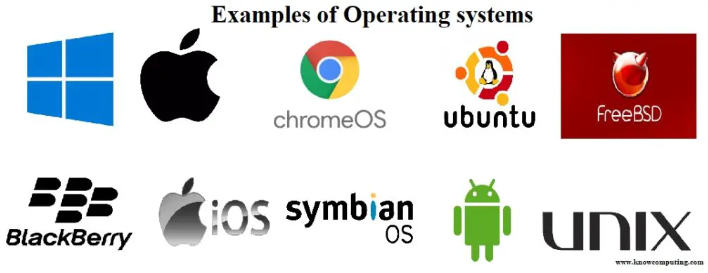 Examples of Operating systems
chromeOS
ubuntu
FreeBSD
BlackBerry
iOS
symbian
OS
UNIX
www.knowcomputing.com